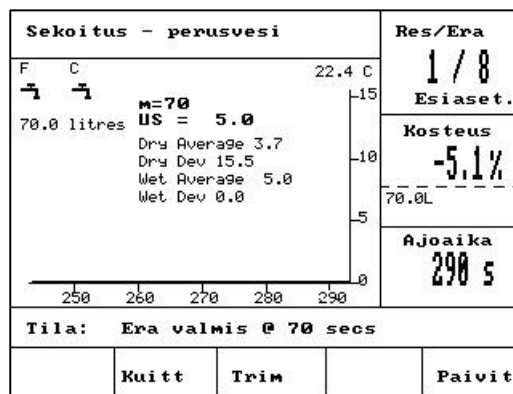 Sekoitus - perusvesi
Res/Era
1 / 8
Esiaset.
F C
22.4 C
70.0 litres
m=70
US = 5.0
Dry Average 3.7
Dry Dev 15.5
Wet Average 5.0
Wet Dev 0.0
15
10
5
0
250 260 270 280 290
Kosteus
-5.1%
70.0L
Ajoaika
290 s
Tila: Era valmis @ 70 secs
Kuitt Trim Paivit